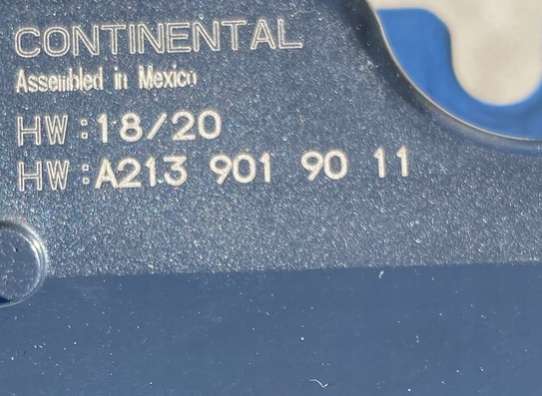 CONTINENTAL
Assembled in Mexico
HW:18/20
HW:A213 901 90 11